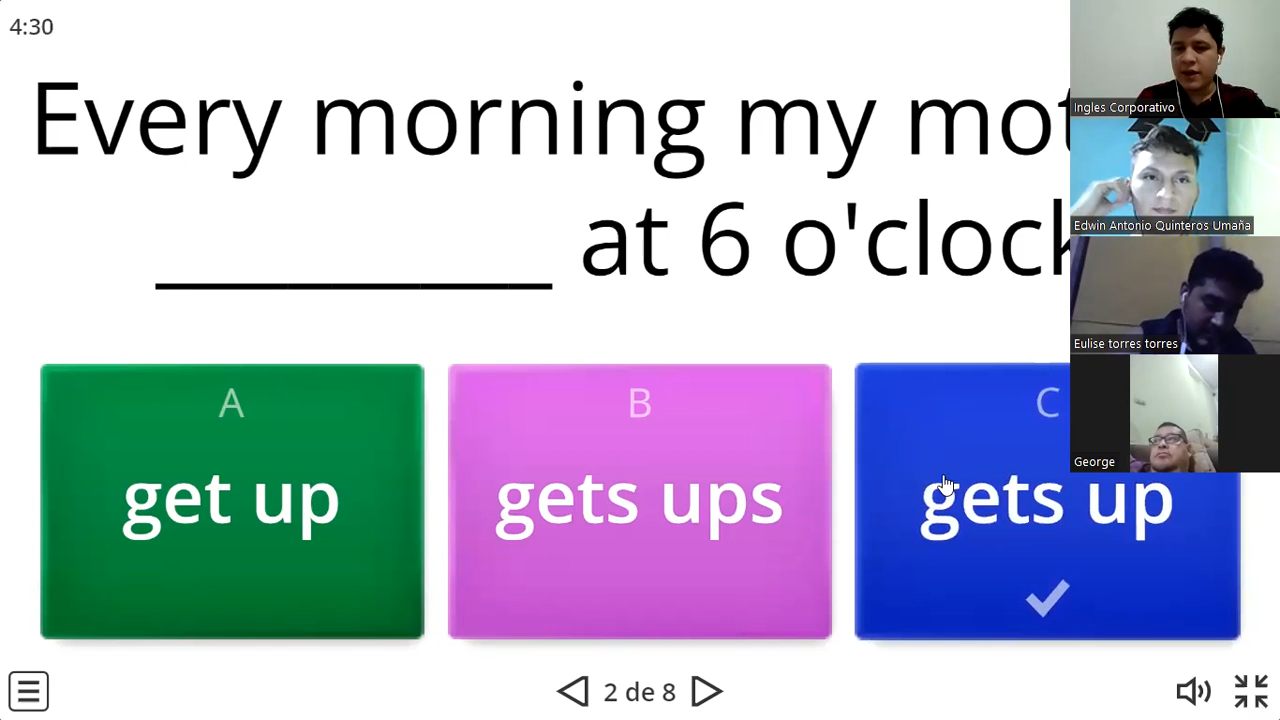 4:30
Every morning my mot
__________ at 6 o'clock
A
get up
B
gets ups
C
gets up
2 de 8
Ingles Corporativo
Edwin Antonio Quinteros Umaña
Eulise torres torres
George